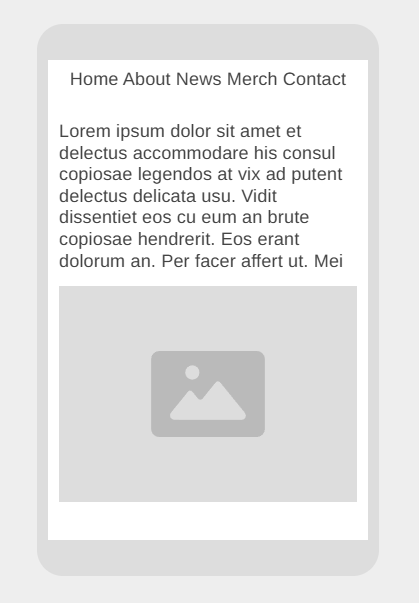 Home About News Merch Contact
Lorem ipsum dolor sit amet et
delectus accommodare his consul
copiosae legendos at vix ad putent
delectus delicata usu. Vidit
dissentiet eos cu eum an brute
copiosae hendrerit. Eos erant
dolorum an. Per facer affert ut. Mei